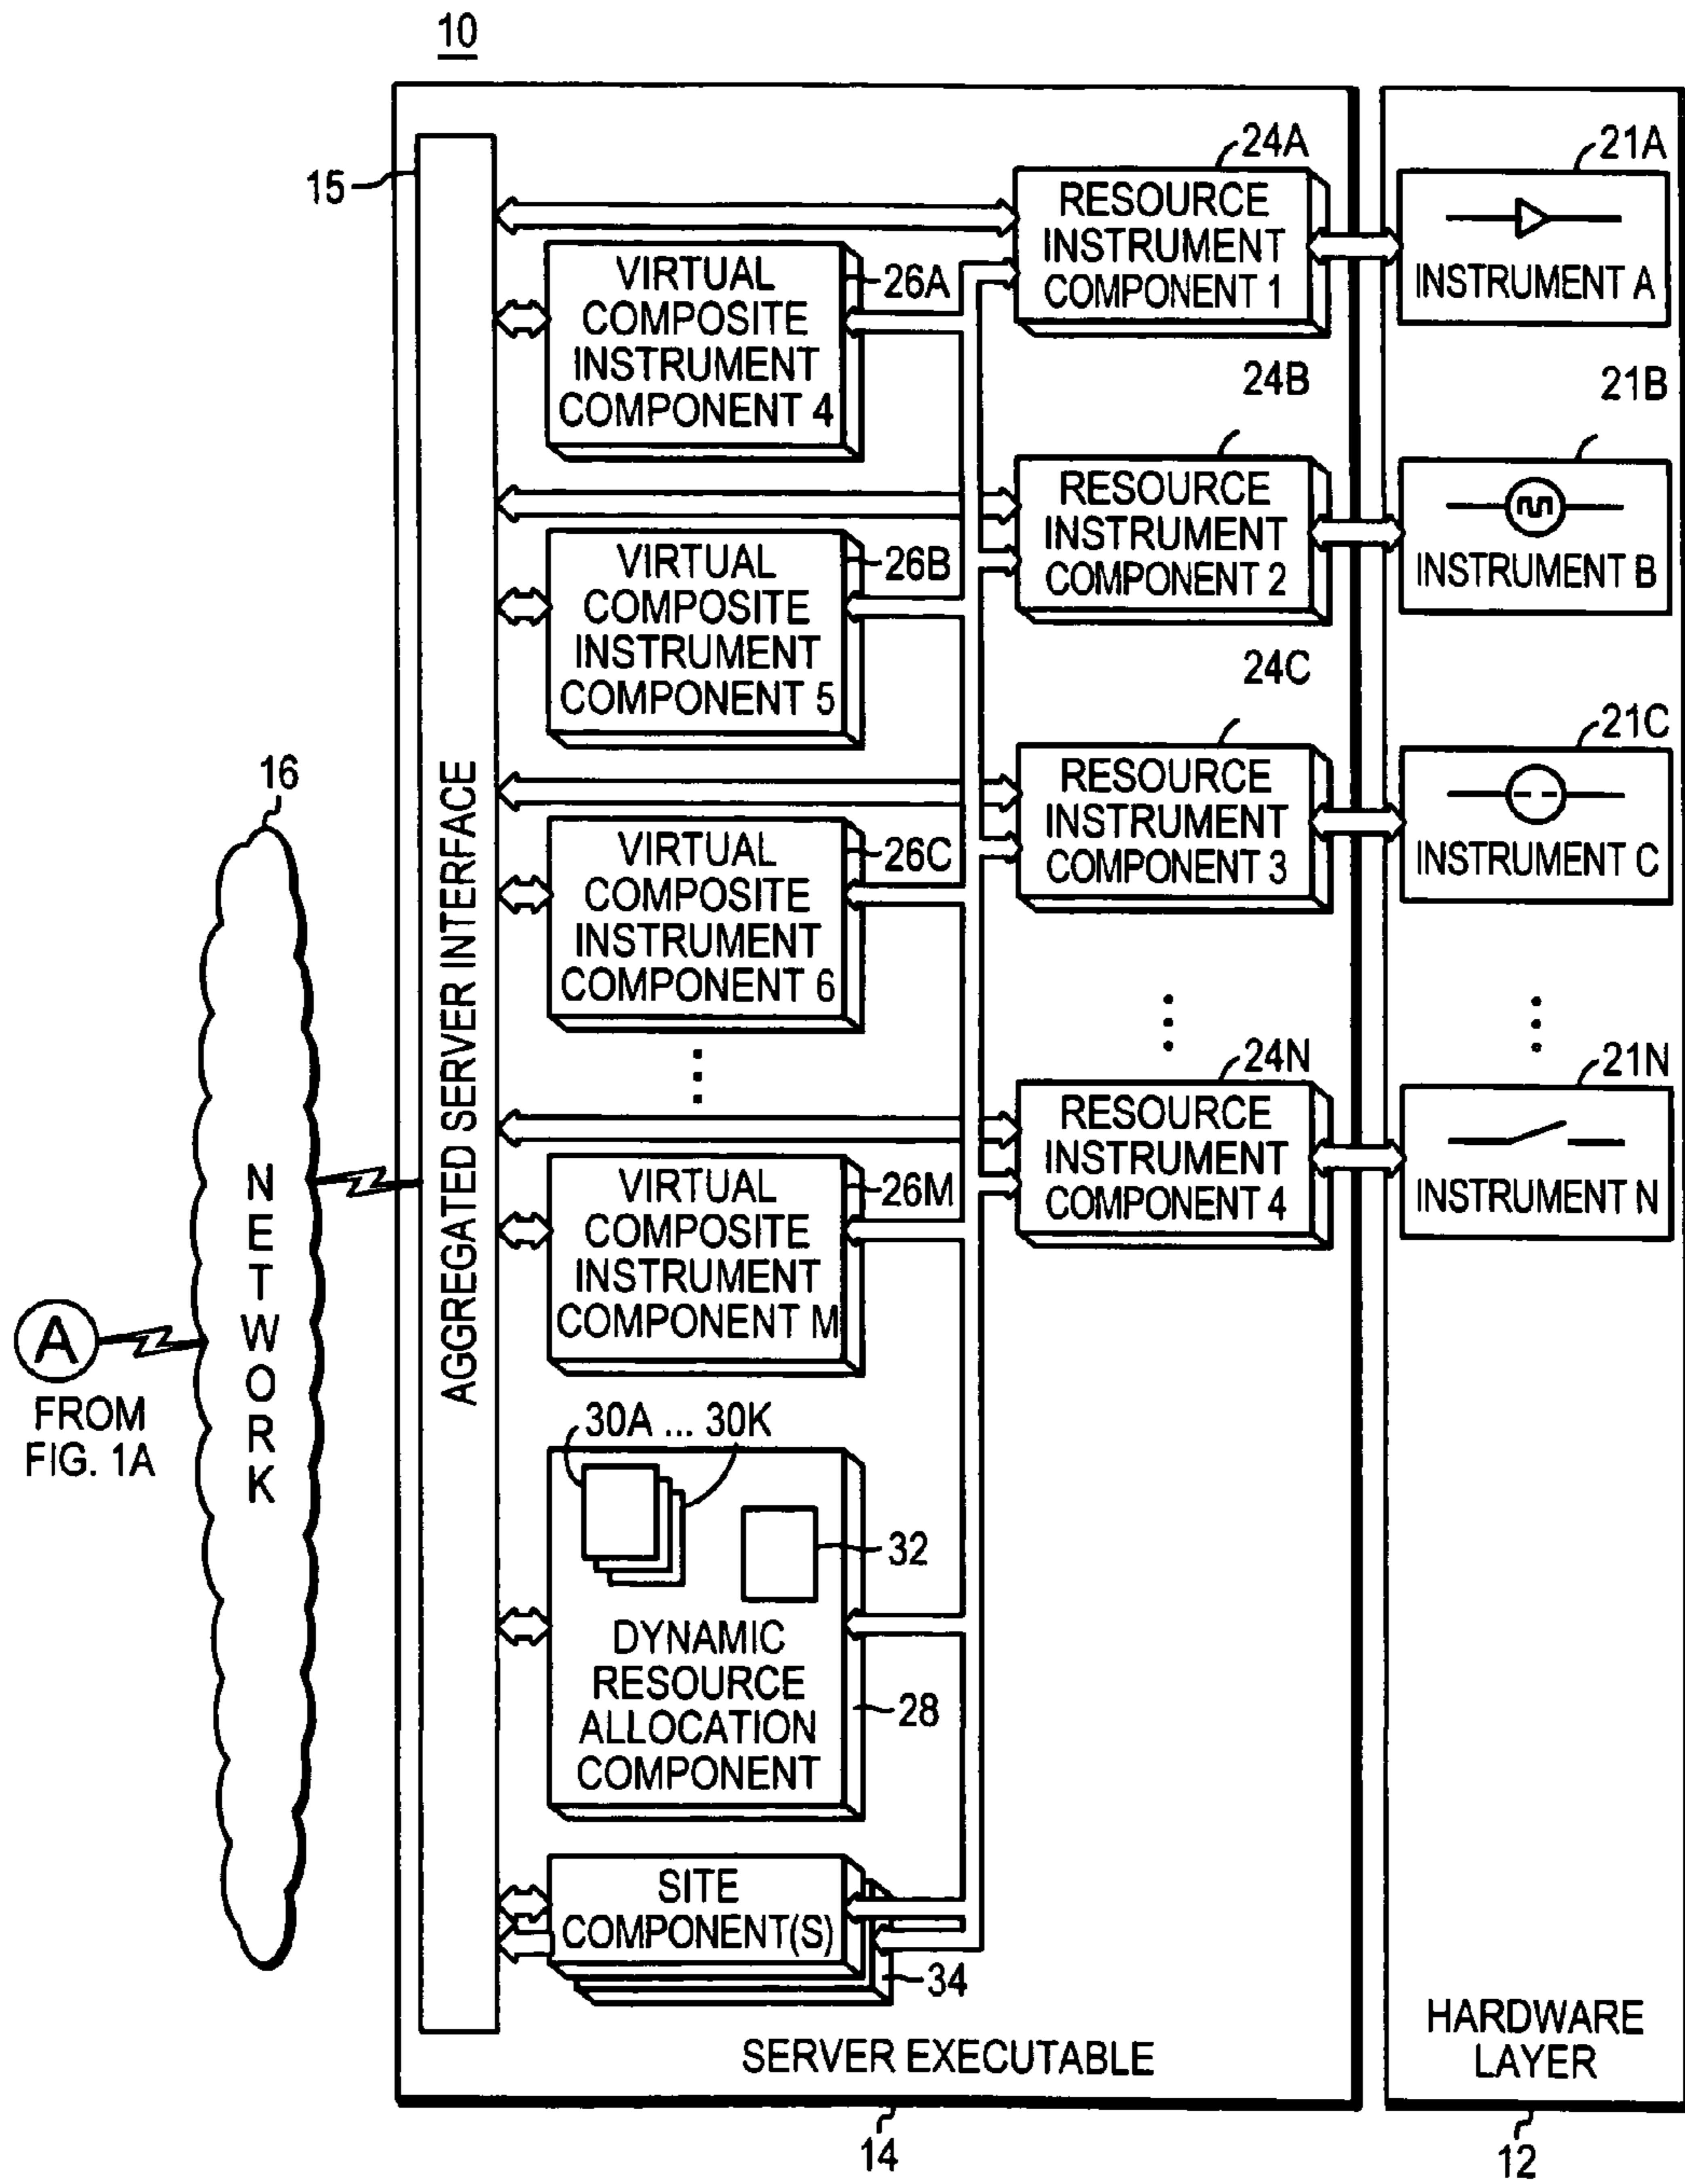 10
15
24A
21A
RESOURCE
INSTRUMENT
COMPONENT 1
INSTRUMENT A
VIRTUAL
COMPOSITE
INSTRUMENT
COMPONENT 4
26A
24B
21B
RESOURCE
INSTRUMENT
COMPONENT 2
INSTRUMENT B
VIRTUAL
COMPOSITE
INSTRUMENT
COMPONENT 5
26B
24C
21C
RESOURCE
INSTRUMENT
COMPONENT 3
INSTRUMENT C
16
AGGREGATED SERVER INTERFACE
VIRTUAL
COMPOSITE
INSTRUMENT
COMPONENT 6
26C
24N
21N
RESOURCE
INSTRUMENT
COMPONENT 4
INSTRUMENT N
VIRTUAL
COMPOSITE
INSTRUMENT
COMPONENT M
26M
NETWORK
A
FROM
FIG. 1A
30A ... 30K
32
DYNAMIC
RESOURCE
ALLOCATION
COMPONENT
28
SITE
COMPONENT(S)
34
SERVER EXECUTABLE
HARDWARE
LAYER
14
12